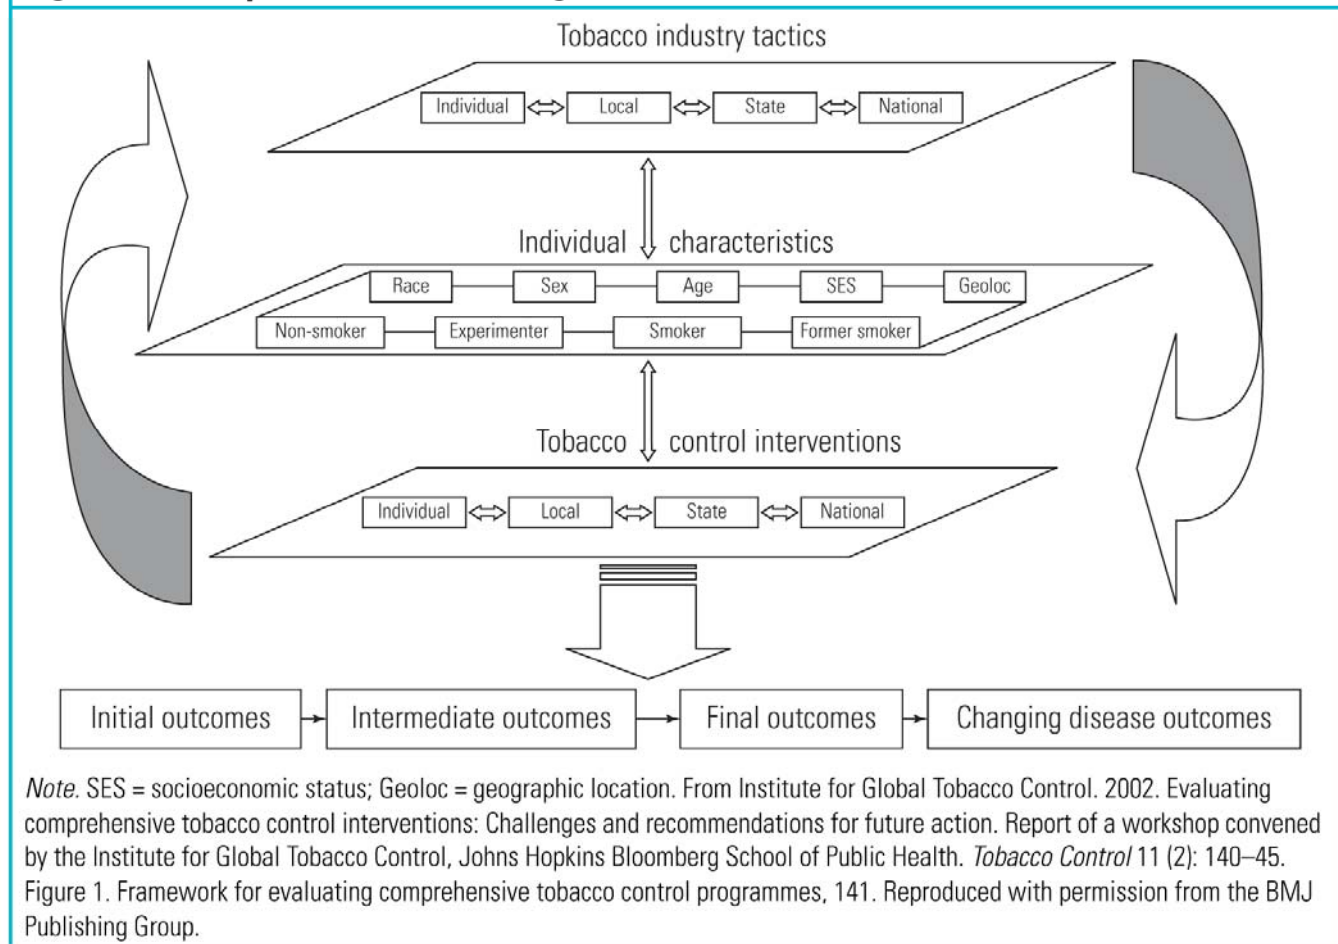 Tobacco industry tactics
Individual Local State National
Individual characteristics
Race Sex Age SES Geoloc
Non-smoker Experimenter Smoker Former smoker
Tobacco control interventions
Individual Local State National
Initial outcomes Intermediate outcomes Final outcomes Changing disease outcomes
Note. SES = socioeconomic status; Geoloc = geographic location. From Institute for Global Tobacco Control. 2002. Evaluating
comprehensive tobacco control interventions: Challenges and recommendations for future action. Report of a workshop convened
by the Institute for Global Tobacco Control, Johns Hopkins Bloomberg School of Public Health. Tobacco Control 11 (2): 140–45.
Figure 1. Framework for evaluating comprehensive tobacco control programmes, 141. Reproduced with permission from the BMJ
Publishing Group.